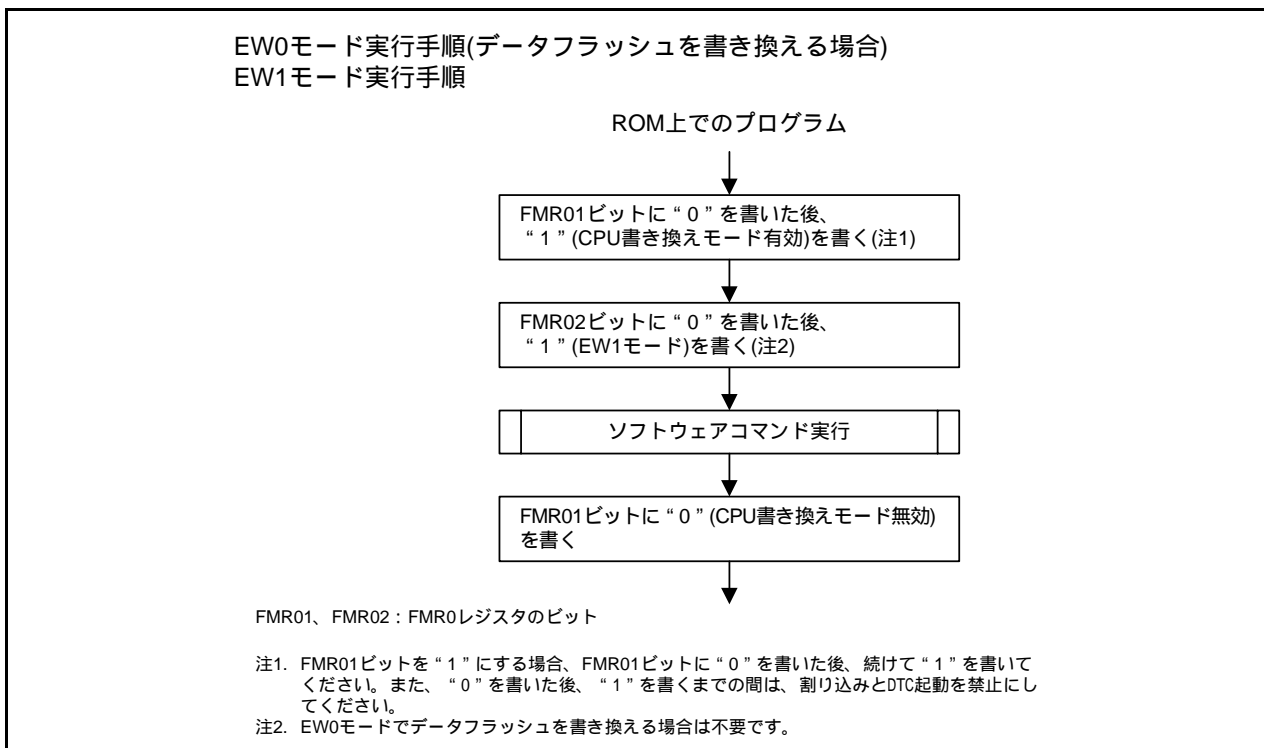 EW0モード実行手順(データフラッシュを書き換える場合)
EW1モード実行手順
ROM上でのプログラム
FMR01ビットに“0”を書いた後、
“1”(CPU書き換えモード有効)を書く(注1)
FMR02ビットに“0”を書いた後、
“1”(EW1モード)を書く(注2)
ソフトウェアコマンド実行
FMR01ビットに“0”(CPU書き換えモード無効)
を書く
FMR01、FMR02：FMR0レジスタのビット
注1. FMR01ビットを“1”にする場合、FMR01ビットに“0”を書いた後、続けて“1”を書いて
ください。また、“0”を書いた後、“1”を書くまでの間は、割り込みとDTC起動を禁止にし
てください。
注2. EW0モードでデータフラッシュを書き換える場合は不要です。